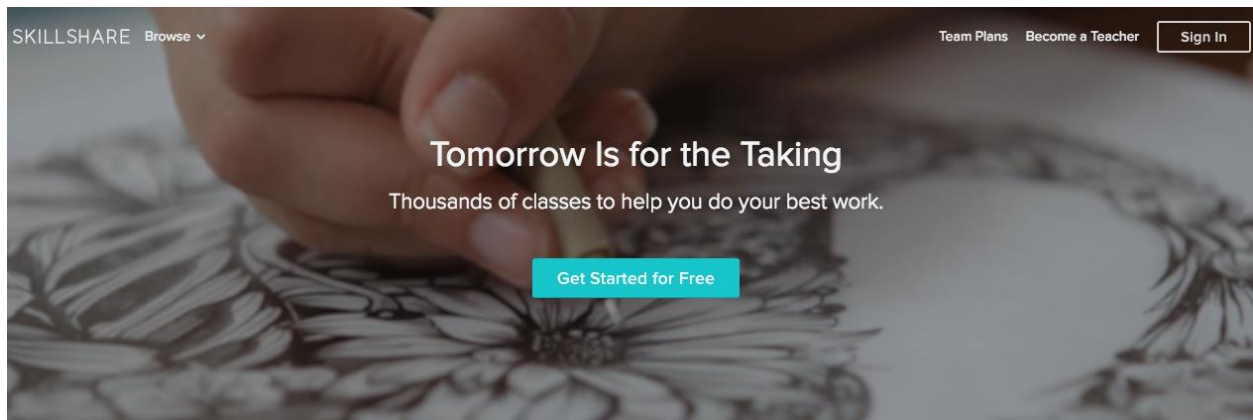 SKILLSHARE Browse
Team Plans Become a Teacher Sign In
Tomorrow Is for the Taking
Thousands of classes to help you do your best work.
Get Started for Free